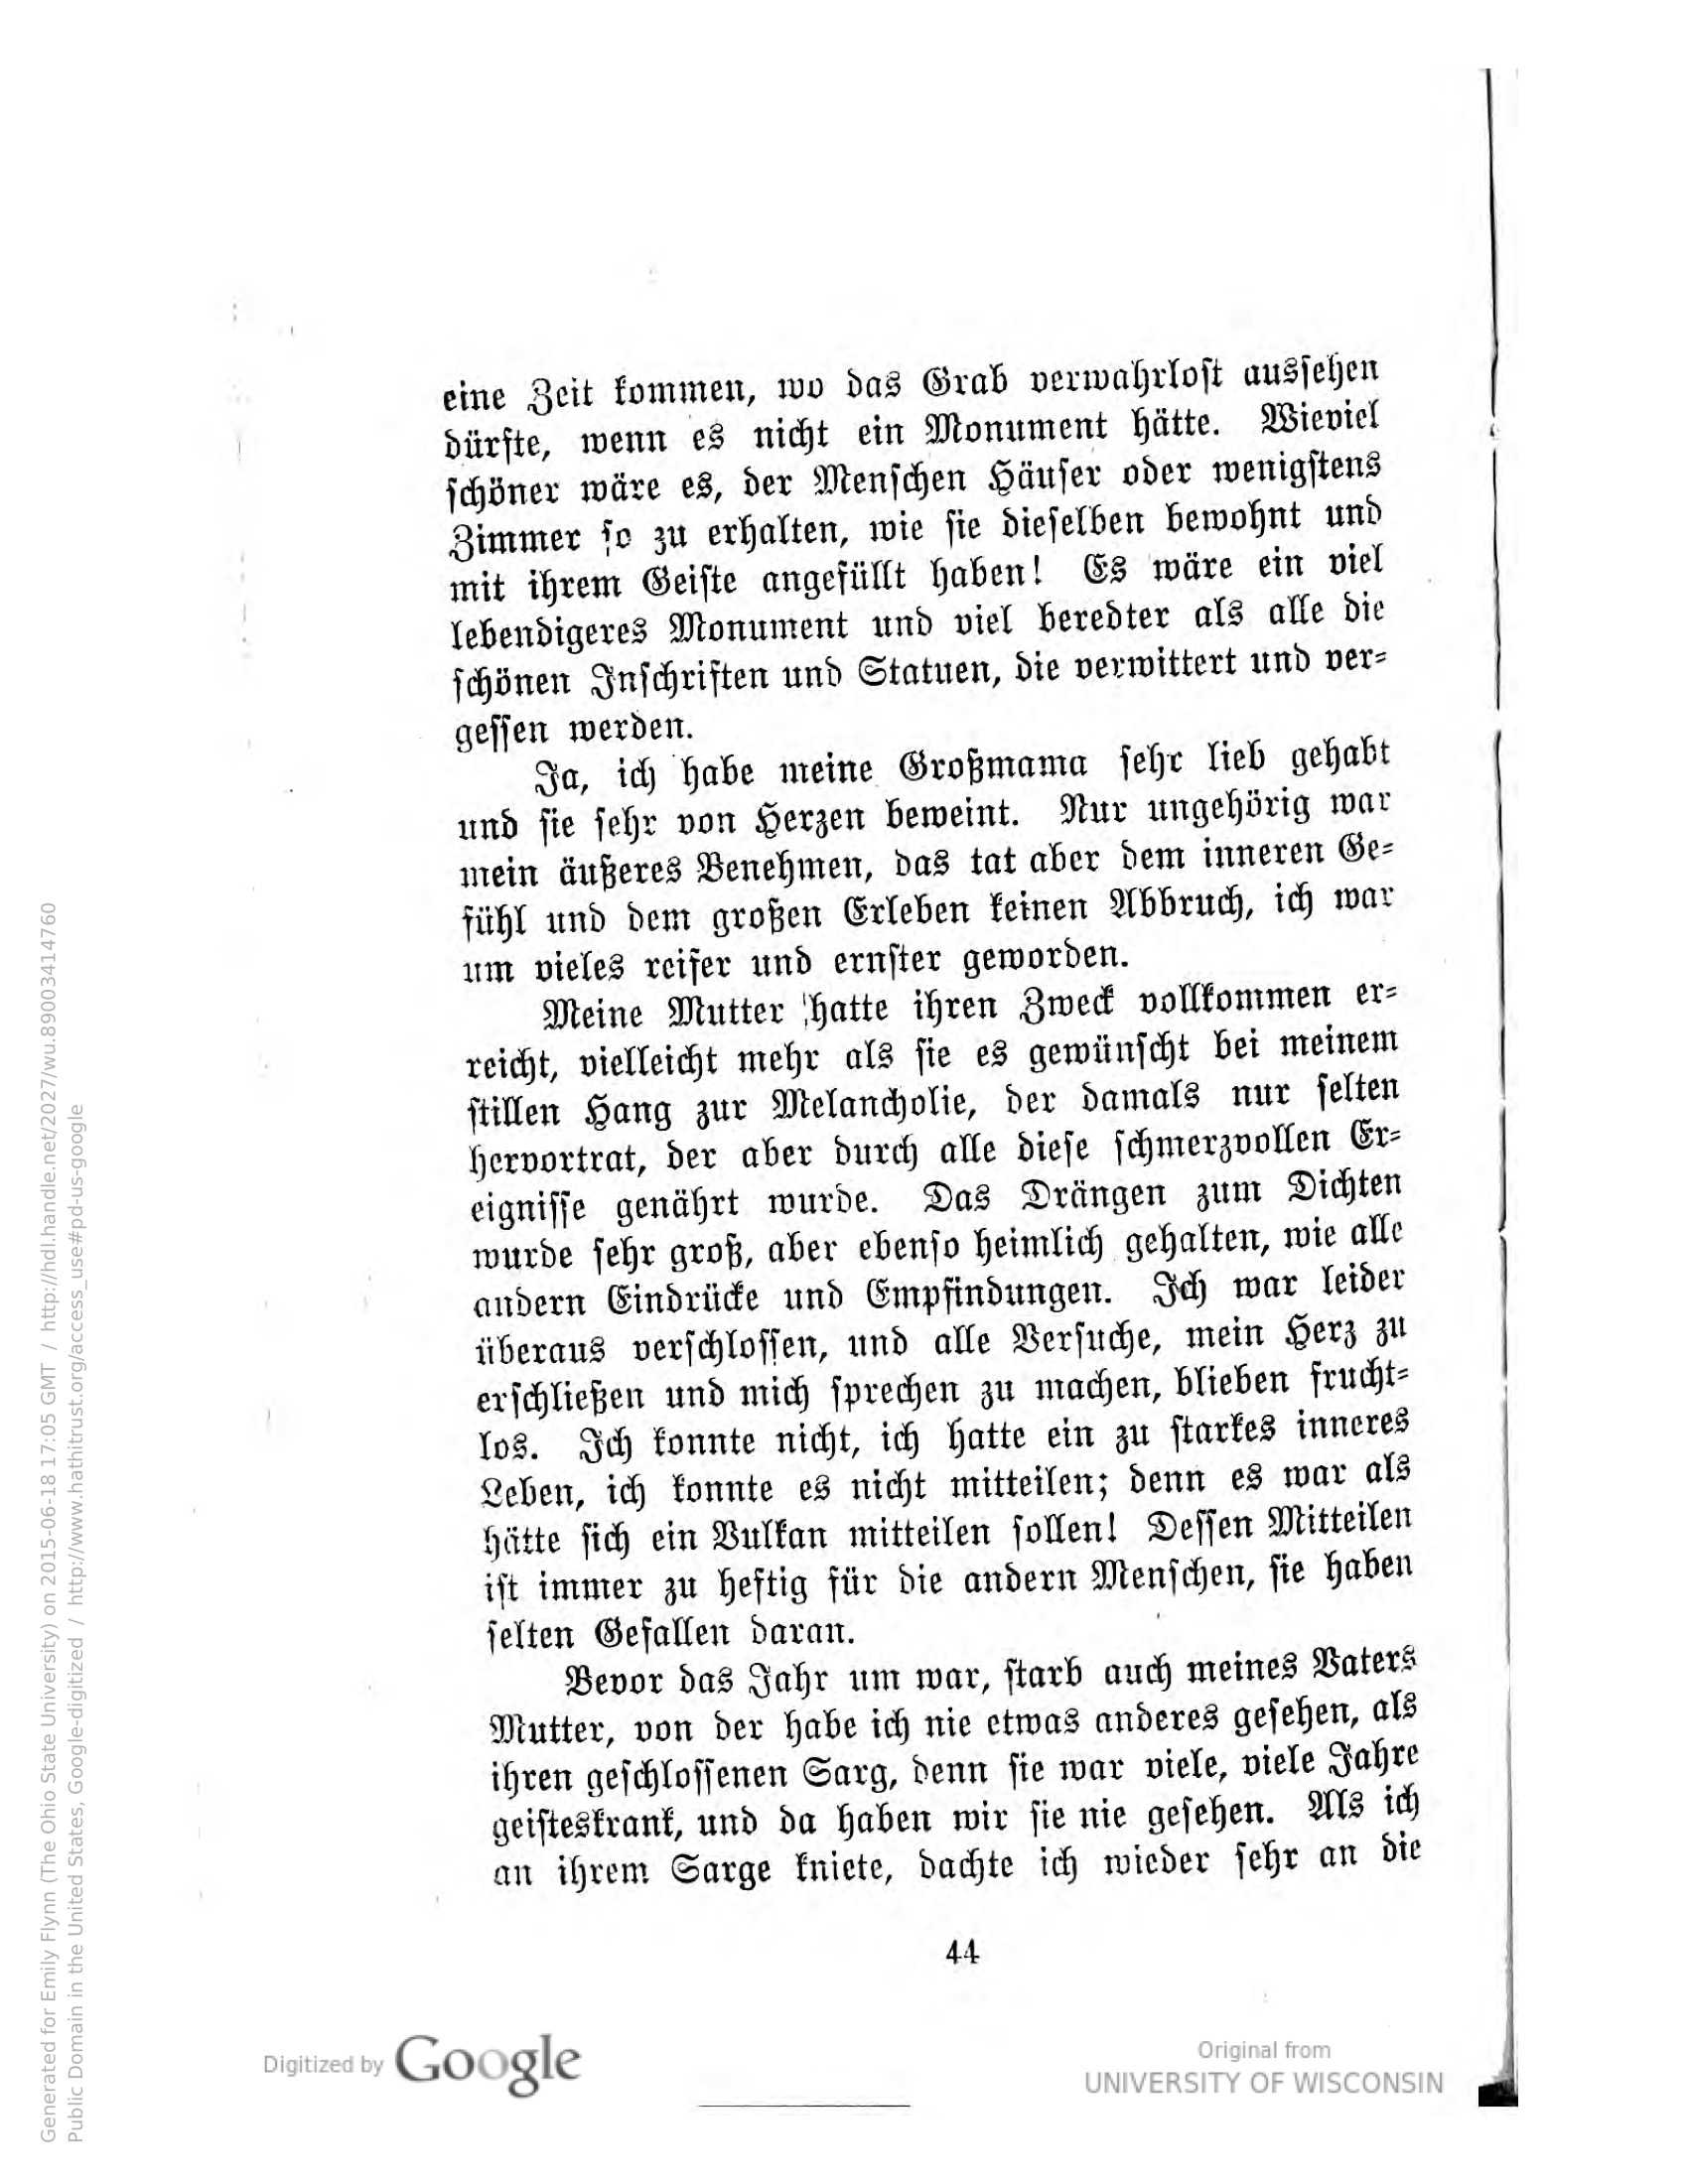 eine Zeit kommen, wo das Grab verwahrlost aussehen
dürfte, wenn es nicht ein Monument hätte. Wieviel
schöner wäre es, der Menschen Häuser oder wenigstens
Zimmer so zu erhalten, wie sie dieselben bewohnt und
mit ihrem Geiste angefüllt haben! Es wäre ein viel
lebendigeres Monument und viel beredter als alle die
schönen Inschriften und Statuen, die verwittert und ver-
gessen werden.
Ja, ich habe meine Großmama sehr lieb gehabt
und sie sehr von Herzen beweint. Nur ungehörig war
mein äußeres Benehmen, das tat aber dem inneren Ge-
fühl und dem großen Erleben keinen Abbruch, ich war
um vieles reifer und ernster geworden.
Meine Mutter hatte ihren Zweck vollkommen er-
reicht, vielleicht mehr als sie es gewünscht bei meinem
stillen Hang zur Melancholie, der damals nur selten
hervortrat, der aber durch alle diese schmerzvollen Er-
eignisse genährt wurde. Das Drängen zum Dichten
wurde sehr groß, aber ebenso heimlich gehalten, wie alle
andern Eindrücke und Empfindungen. Ich war leider
überaus verschlossen, und alle Versuche, mein Herz zu
erschließen und mich sprechen zu machen, blieben frucht-
los. Ich konnte nicht, ich hatte ein zu starkes inneres
Leben, ich konnte es nicht mitteilen; denn es war als
hätte sich ein Vulkan mitteilen sollen! Dessen Mitteilen
ist immer zu heftig für die andern Menschen, sie haben
selten Gefallen daran.
Bevor das Jahr um war, starb auch meines Vaters
Mutter, von der habe ich nie etwas anderes gesehen, als
ihren geschlossenen Sarg, denn sie war viele, viele Jahre
geisteskrank, und da haben wir sie nie gesehen. Als ich
an ihrem Sarge kniete, dachte ich wieder sehr an die
44
Digitized by Google
Original from
UNIVERSITY OF WISCONSIN
Generated for Emily Flynn (The Ohio State University) on 2015-06-18 17:05 GMT / http://hdl.handle.net/2027/wu.89003414760
Public Domain in the United States, Google-digitized / http://www.hathitrust.org/access_use#pd-us-google